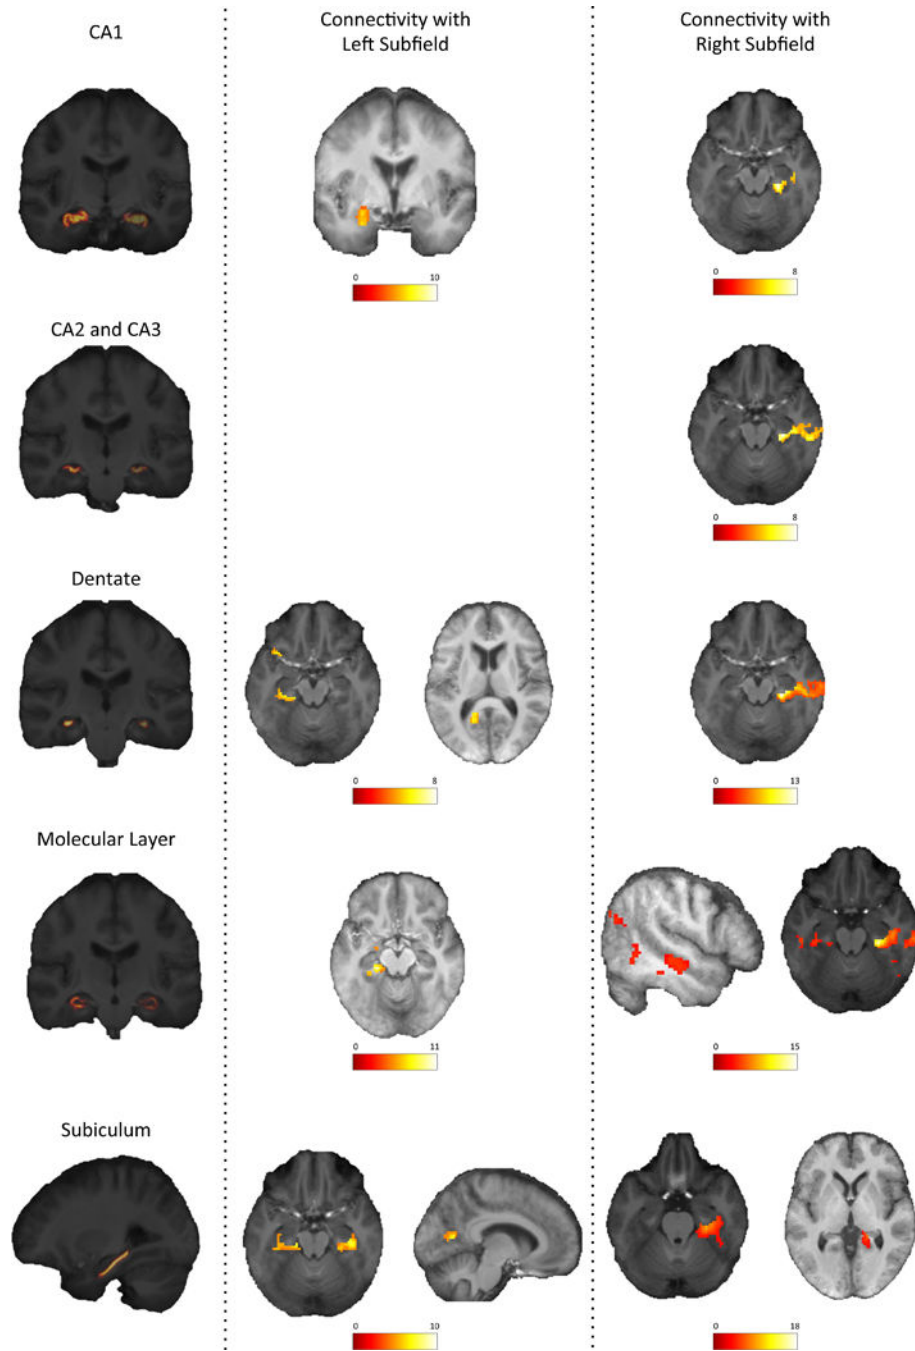 CA1
Connectivity with
Left Subfield
Connectivity with
Right Subfield
0 10
0 8
CA2 and CA3
0 8
Dentate
0 8
0 13
Molecular Layer
0 11
0 15
Subiculum
0 10
0 18